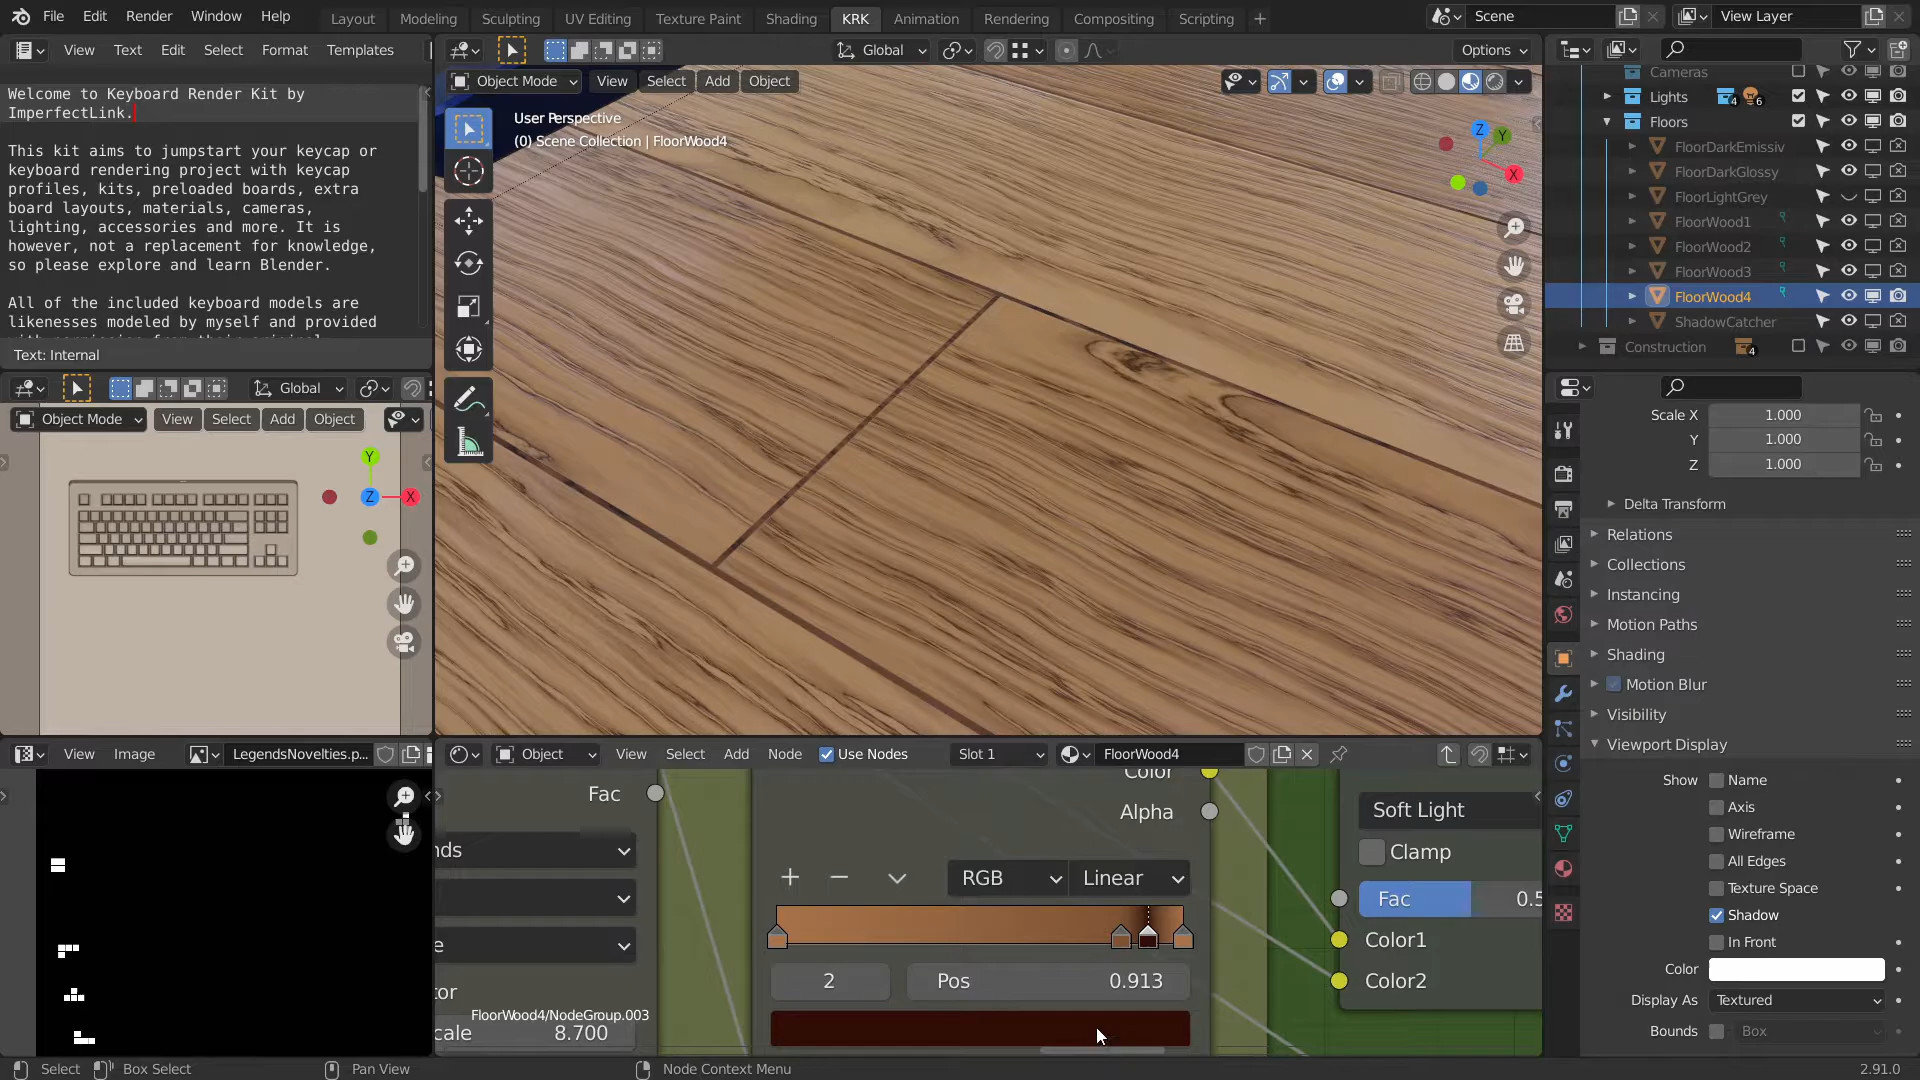 File Edit Render Window Help Layout Modeling Sculpting UV Editing Texture Paint Shading KRK Animation Rendering Compositing Scripting + Scene View Layer
View Text Edit Select Format Templates
Global Options
Object Mode View Select Add Object
Welcome to Keyboard Render Kit by
ImperfectLink.
This kit aims to jumpstart your keycap or
keyboard rendering project with keycap
profiles, kits, preloaded boards, extra
board layouts, materials, cameras,
lighting, accessories and more. It is
however, not a replacement for knowledge,
so please explore and learn Blender.
All of the included keyboard models are
likenesses modeled by myself and provided
Text: Internal
User Perspective
(0) Scene Collection | FloorWood4
Z
Y
X
Cameras
Lights 4 6
Floors
FloorDarkEmissiv
FloorDarkGlossy
FloorLightGrey
FloorWood1
FloorWood2
FloorWood3
FloorWood4
ShadowCatcher
Construction 4
Global
Object Mode View Select Add Object
Y
Z X
Scale X 1.000
Y 1.000
Z 1.000
Delta Transform
Relations
Collections
Instancing
Motion Paths
Shading
Motion Blur
Visibility
Viewport Display
Show Name
Axis
Wireframe
All Edges
Texture Space
Shadow
In Front
Color
Display As Textured
Bounds Box
View Image LegendsNovelties.p...
Object View Select Add Node Use Nodes Slot 1 FloorWood4
Fac
Color
Alpha
RGB Linear
2 Pos 0.913
FloorWood4/NodeGroup.003
cale 8.700
Soft Light
Clamp
Fac 0.5
Color1
Color2
Select Box Select Pan View Node Context Menu 2.91.0